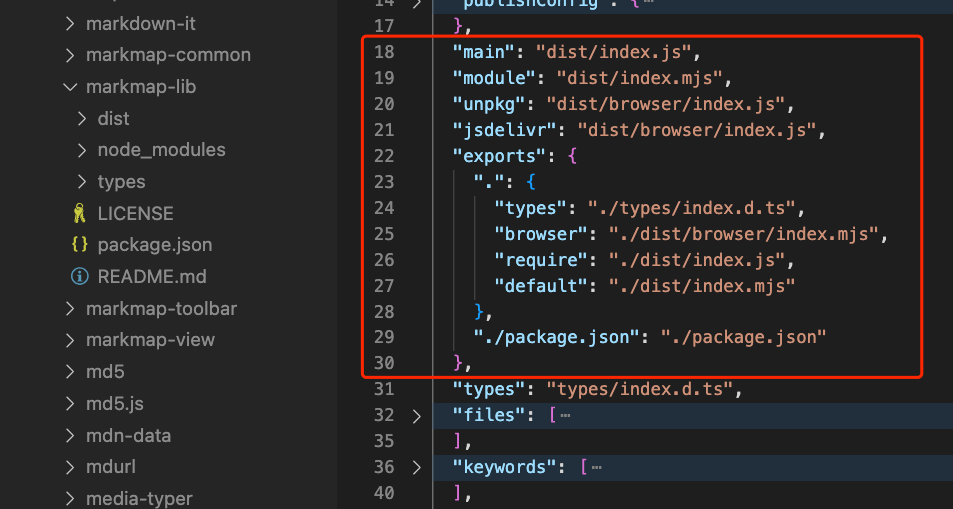 markdown-it
markmap-common
markmap-lib
dist
node_modules
types
LICENSE
{} package.json
README.md
markmap-toolbar
markmap-view
md5
md5.js
mdn-data
mdurl
media-typer
14 "publishConfig": {…
17 },
18 "main": "dist/index.js",
19 "module": "dist/index.mjs",
20 "unpkg": "dist/browser/index.js",
21 "jsdelivr": "dist/browser/index.js",
22 "exports": {
23 ".": {
24 "types": "./types/index.d.ts",
25 "browser": "./dist/browser/index.mjs",
26 "require": "./dist/index.js",
27 "default": "./dist/index.mjs"
28 },
29 "./package.json": "./package.json"
30 },
31 "types": "types/index.d.ts",
32 "files": […
35 ],
36 "keywords": […
40 ],